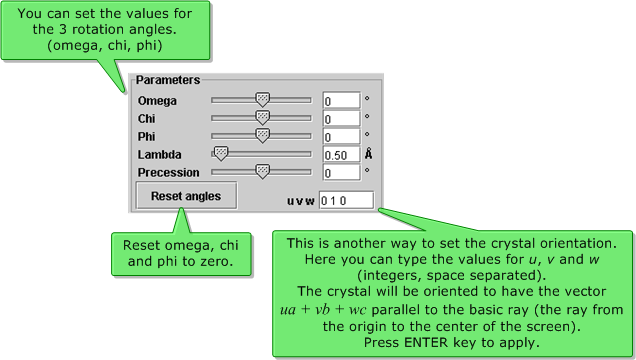 You can set the values for
the 3 rotation angles.
(omega, chi, phi)
Parameters
Omega 0 °
Chi 0 °
Phi 0 °
Lambda 0.50 Å
Precession 0 °
Reset angles u v w 0 1 0
Reset omega, chi
and phi to zero.
This is another way to set the crystal orientation.
Here you can type the values for u, v and w
(integers, space separated).
The crystal will be oriented to have the vector
ua + vb + wc parallel to the basic ray (the ray from
the origin to the center of the screen).
Press ENTER key to apply.